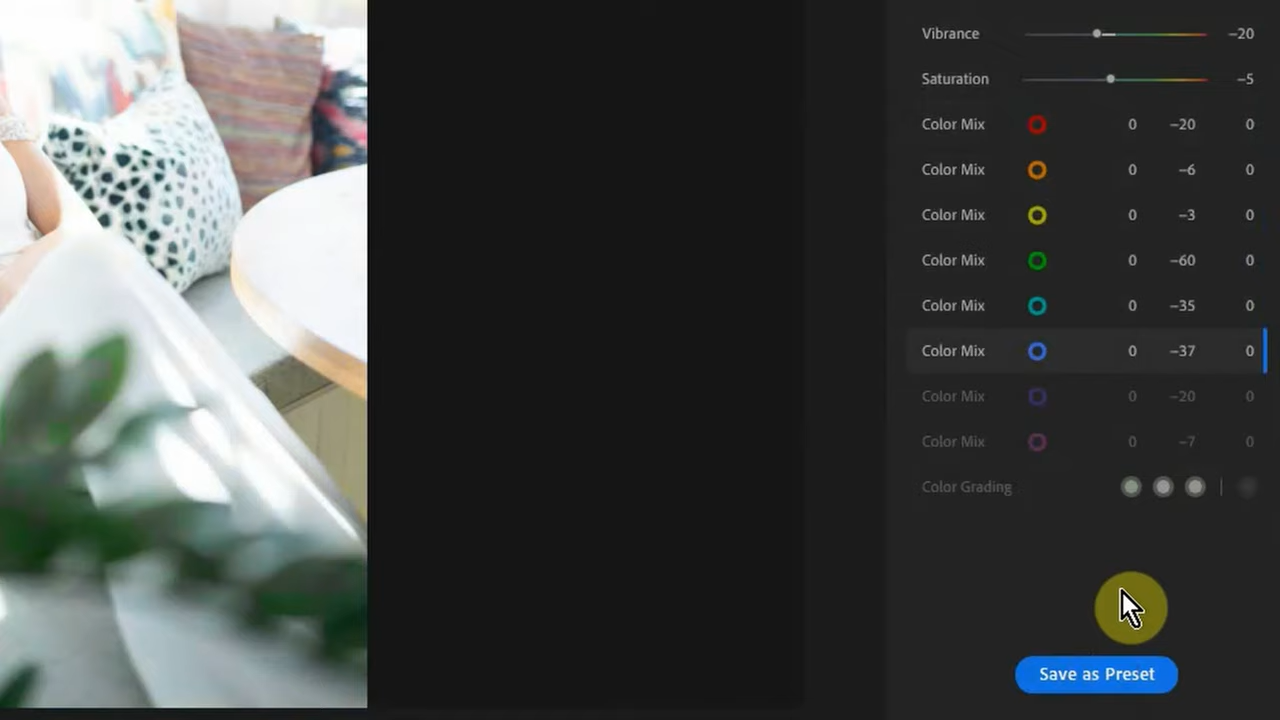 Vibrance −20
Saturation −5
Color Mix 0 −20 0
Color Mix 0 −6 0
Color Mix 0 −3 0
Color Mix 0 −60 0
Color Mix 0 −35 0
Color Mix 0 −37 0
Color Mix 0 −20 0
Color Mix 0 −7 0
Color Grading
Save as Preset